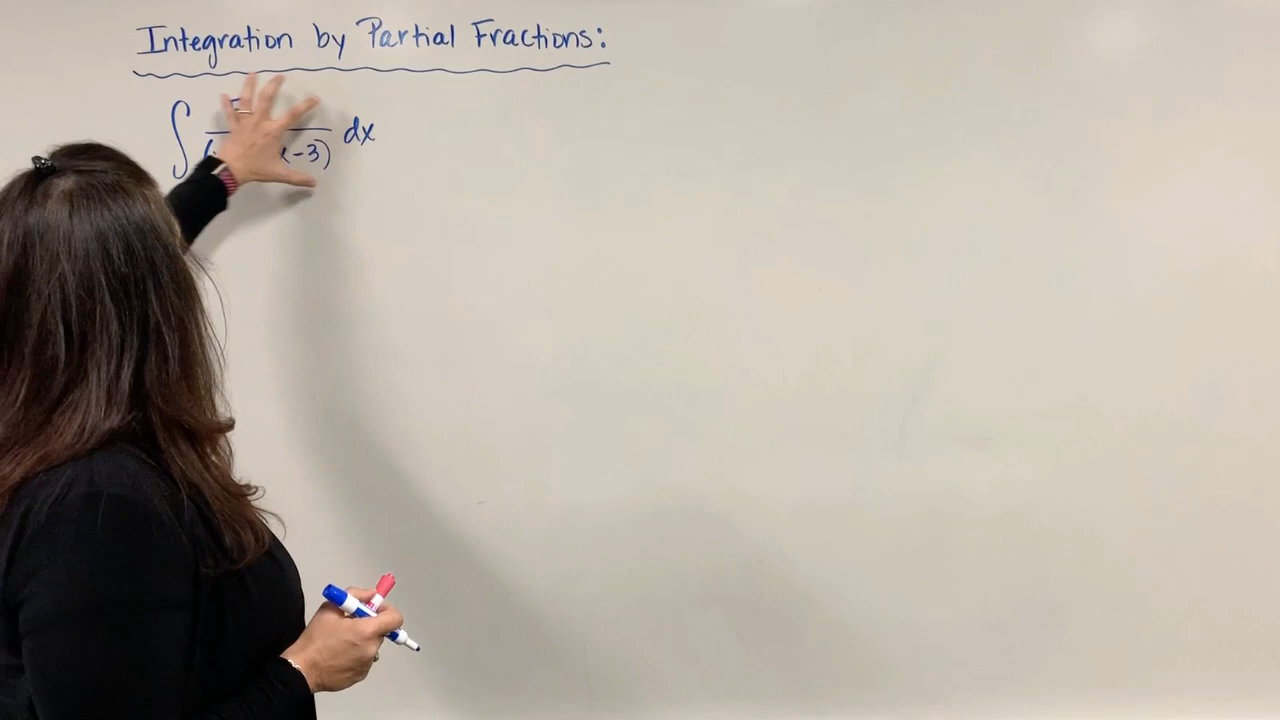 Integration by Partial Fractions:
∫ (-3) dx